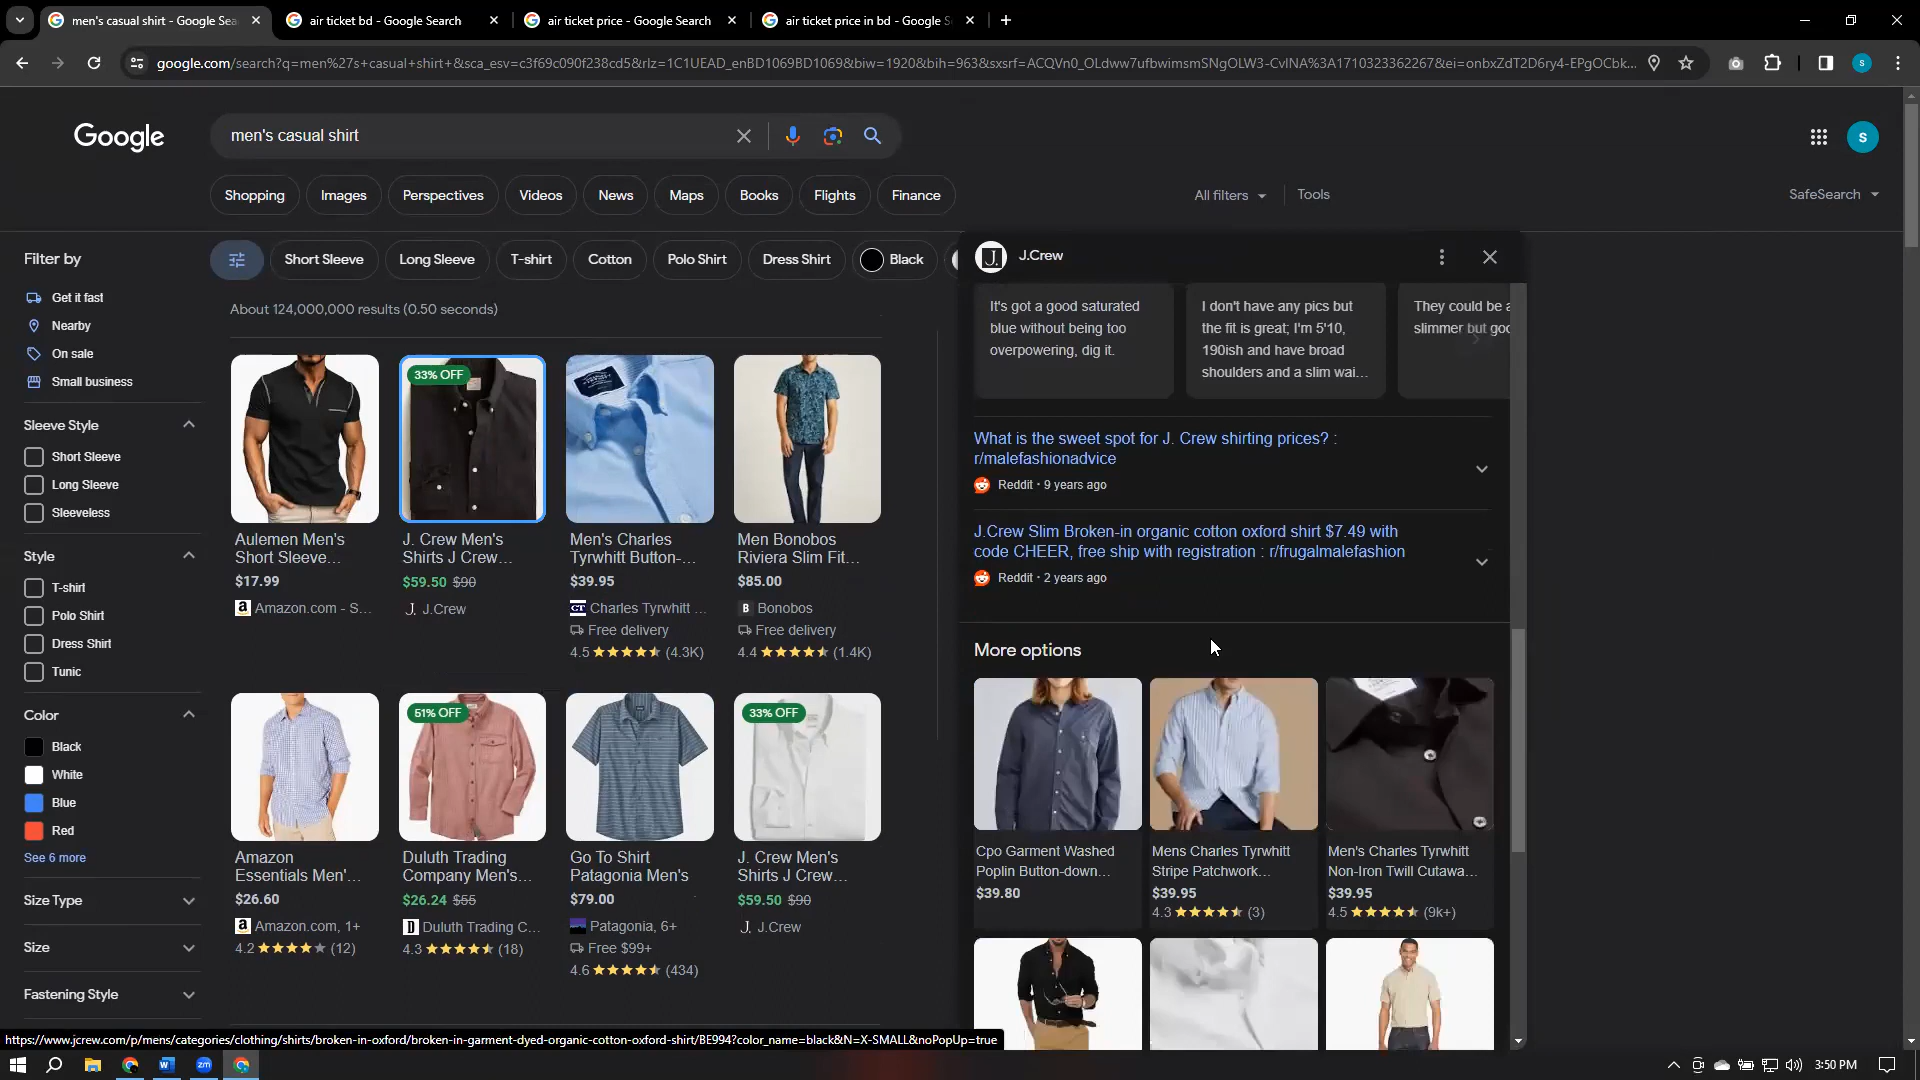 men's casual shirt - Google Sea
air ticket bd - Google Search
air ticket price - Google Search
air ticket price in bd - Google S
google.com/search?q=men%27s+casual+shirt+&sca_esv=c3f69c090f238cd5&rlz=1C1UEAD_enBD1069BD1069&biw=1920&bih=963&sxsrf=ACQVn0_OLdww7ufbwimsmSNgOLW3-CvINA%3A1710323362267&ei=onbxZdT2D6ry4-EPgOCbk...
S
Google
men's casual shirt
S
Shopping
Images
Perspectives
Videos
News
Maps
Books
Flights
Finance
All filters
Tools
SafeSearch
Filter by
Get it fast
Nearby
On sale
Small business
Sleeve Style
Short Sleeve
Long Sleeve
Sleeveless
Style
T-shirt
Polo Shirt
Dress Shirt
Tunic
Color
Black
White
Blue
Red
See 6 more
Size Type
Size
Fastening Style
Short Sleeve
Long Sleeve
T-shirt
Cotton
Polo Shirt
Dress Shirt
Black
About 124,000,000 results (0.50 seconds)
Aulemen Men's
Short Sleeve...
$17.99
a Amazon.com - S...
33% OFF
J. Crew Men's
Shirts J Crew...
$59.50 $90
J. J.Crew
Men's Charles
Tyrwhitt Button-...
$39.95
CT Charles Tyrwhitt ...
Free delivery
4.5 (4.3K)
Men Bonobos
Riviera Slim Fit...
$85.00
B Bonobos
Free delivery
4.4 (1.4K)
Amazon
Essentials Men'...
$26.60
a Amazon.com, 1+
4.2 (12)
51% OFF
Duluth Trading
Company Men's...
$26.24 $55
D Duluth Trading C...
4.3 (18)
Go To Shirt
Patagonia Men's
$79.00
Patagonia, 6+
Free $99+
4.6 (434)
33% OFF
J. Crew Men's
Shirts J Crew...
$59.50 $90
J. J.Crew
J. J.Crew
It's got a good saturated
blue without being too
overpowering, dig it.
I don't have any pics but
the fit is great; I'm 5'10,
190ish and have broad
shoulders and a slim wai...
They could be a
slimmer but goo
What is the sweet spot for J. Crew shirting prices? :
r/malefashionadvice
Reddit · 9 years ago
J.Crew Slim Broken-in organic cotton oxford shirt $7.49 with
code CHEER, free ship with registration : r/frugalmalefashion
Reddit · 2 years ago
More options
Cpo Garment Washed
Poplin Button-down...
$39.80
Mens Charles Tyrwhitt
Stripe Patchwork...
$39.95
4.3 (3)
Men's Charles Tyrwhitt
Non-Iron Twill Cutawa...
$39.95
4.5 (9k+)
https://www.jcrew.com/p/mens/categories/clothing/shirts/broken-in-oxford/broken-in-garment-dyed-organic-cotton-oxford-shirt/BE994?color_name=black&N=X-SMALL&noPopUp=true
W
zm
3:50 PM